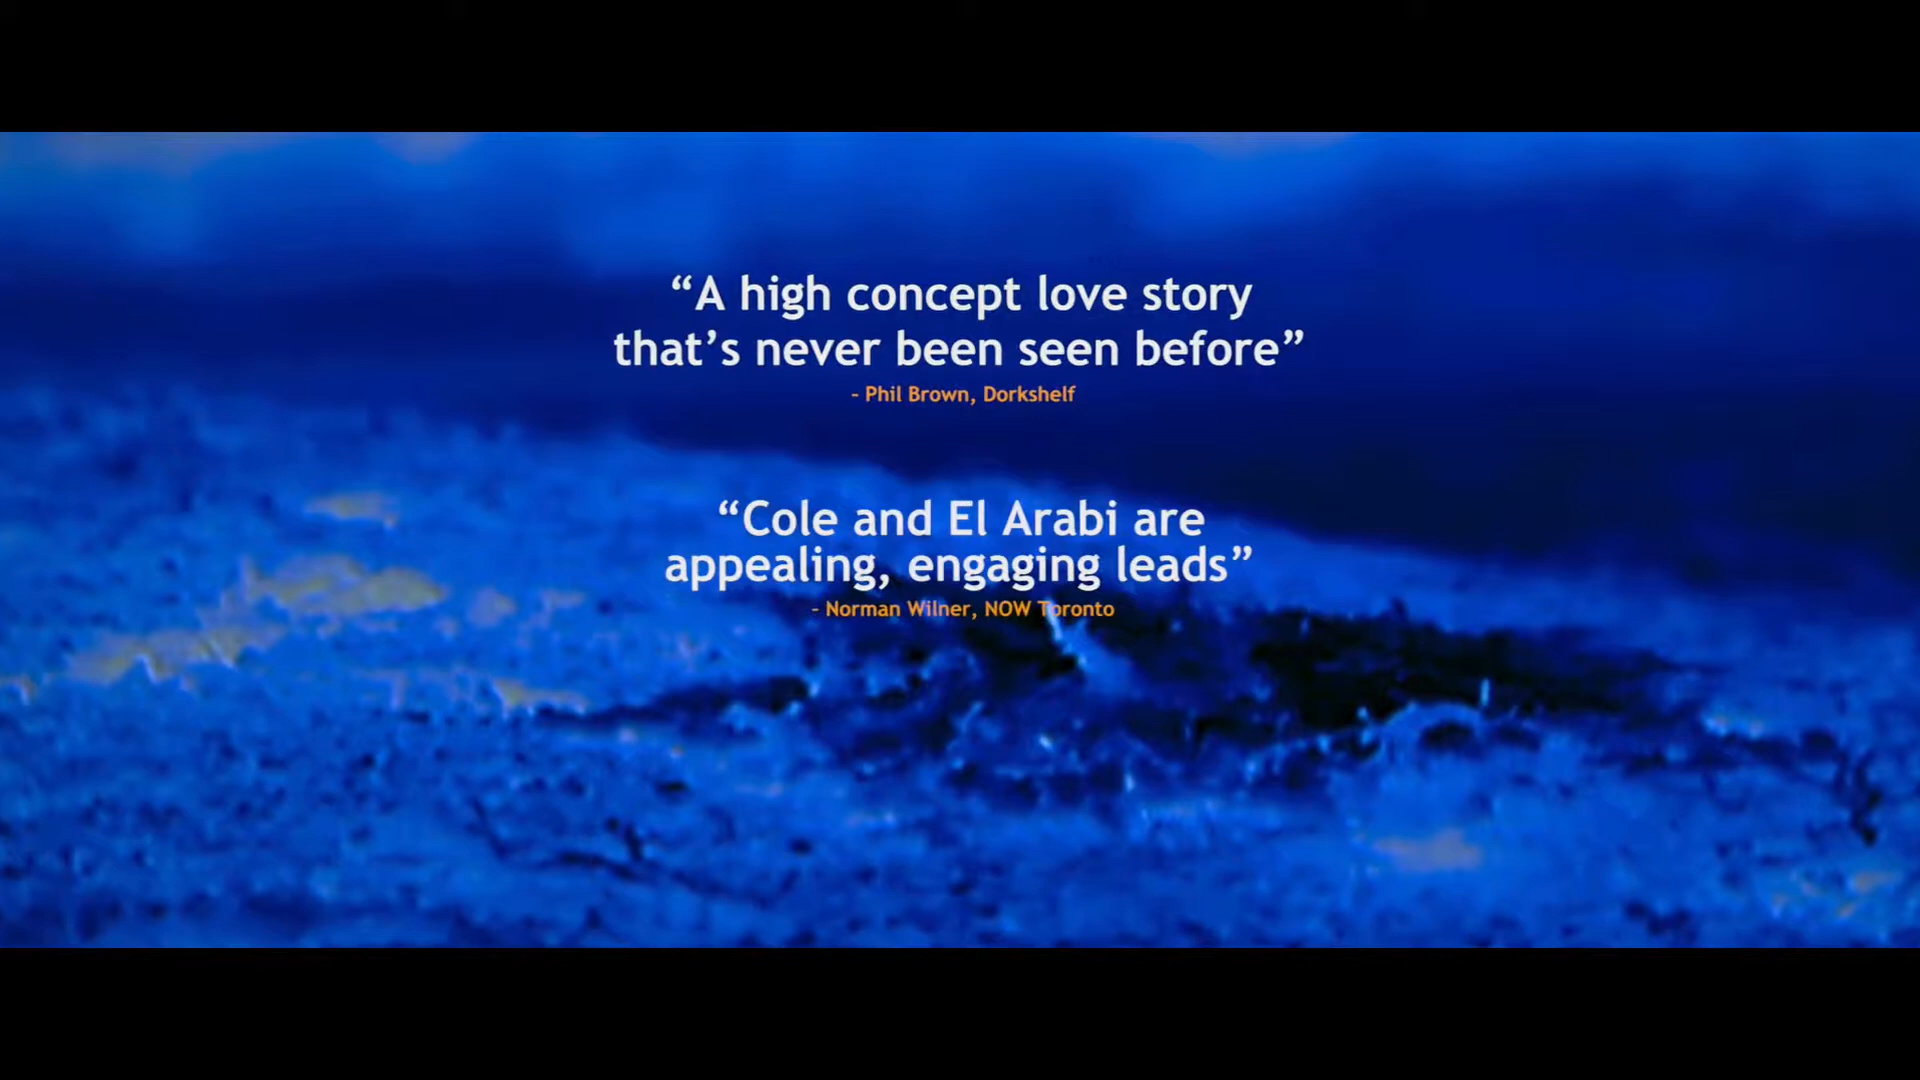 “A high concept love story
that’s never been seen before”
- Phil Brown, Dorkshelf
“Cole and El Arabi are
appealing, engaging leads”
- Norman Wilner, NOW Toronto